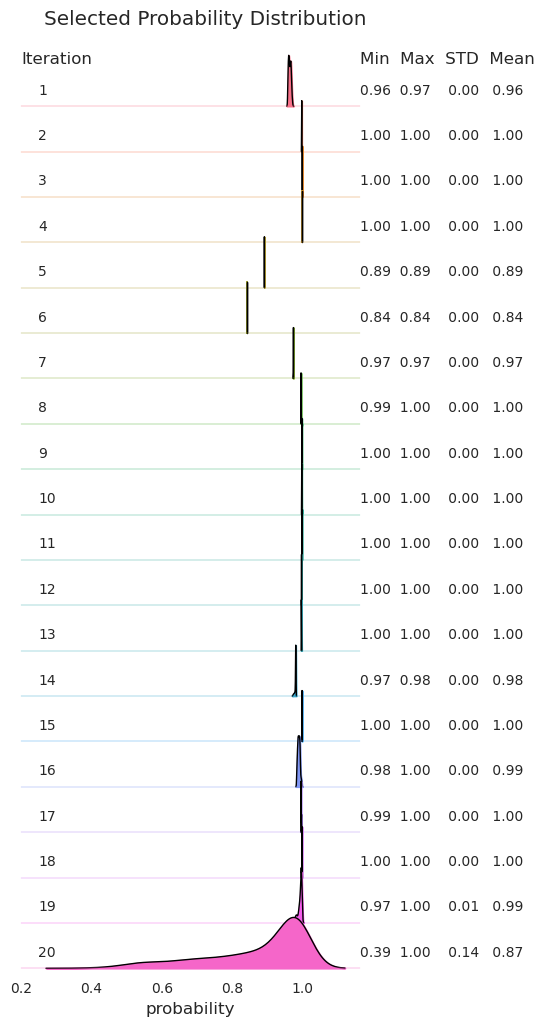 Selected Probability Distribution
Iteration Min Max STD Mean
1 0.96 0.97 0.00 0.96
2 1.00 1.00 0.00 1.00
3 1.00 1.00 0.00 1.00
4 1.00 1.00 0.00 1.00
5 0.89 0.89 0.00 0.89
6 0.84 0.84 0.00 0.84
7 0.97 0.97 0.00 0.97
8 0.99 1.00 0.00 1.00
9 1.00 1.00 0.00 1.00
10 1.00 1.00 0.00 1.00
11 1.00 1.00 0.00 1.00
12 1.00 1.00 0.00 1.00
13 1.00 1.00 0.00 1.00
14 0.97 0.98 0.00 0.98
15 1.00 1.00 0.00 1.00
16 0.98 1.00 0.00 0.99
17 0.99 1.00 0.00 1.00
18 1.00 1.00 0.00 1.00
19 0.97 1.00 0.01 0.99
20 0.39 1.00 0.14 0.87
0.2 0.4 0.6 0.8 1.0
probability